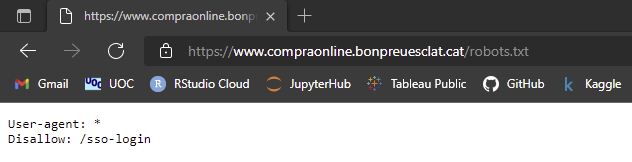 https://www.compraonline.bonpr
https://www.compraonline.bonpreuesclat.cat/robots.txt
Gmail UOC RStudio Cloud JupyterHub Tableau Public GitHub Kaggle
User-agent: *
Disallow: /sso-login